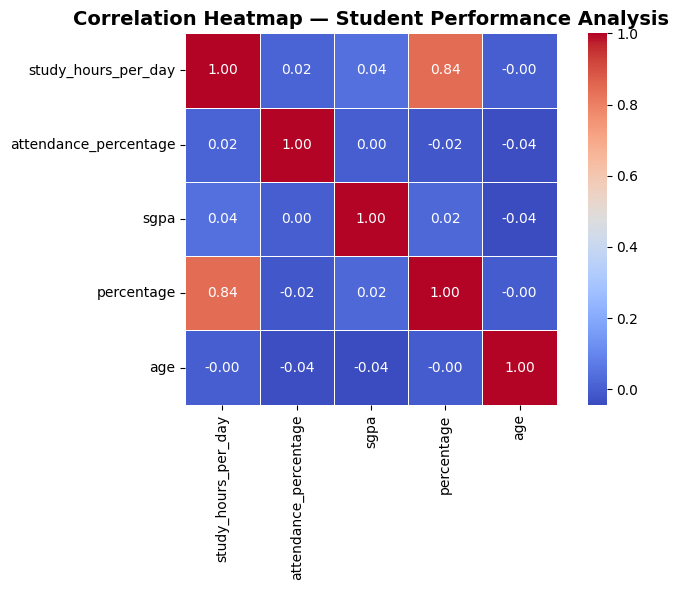 Correlation Heatmap — Student Performance Analysis
study_hours_per_day 1.00 0.02 0.04 0.84 -0.00
attendance_percentage 0.02 1.00 0.00 -0.02 -0.04
sgpa 0.04 0.00 1.00 0.02 -0.04
percentage 0.84 -0.02 0.02 1.00 -0.00
age -0.00 -0.04 -0.04 -0.00 1.00
study_hours_per_day
attendance_percentage
sgpa
percentage
age
1.0
0.8
0.6
0.4
0.2
0.0